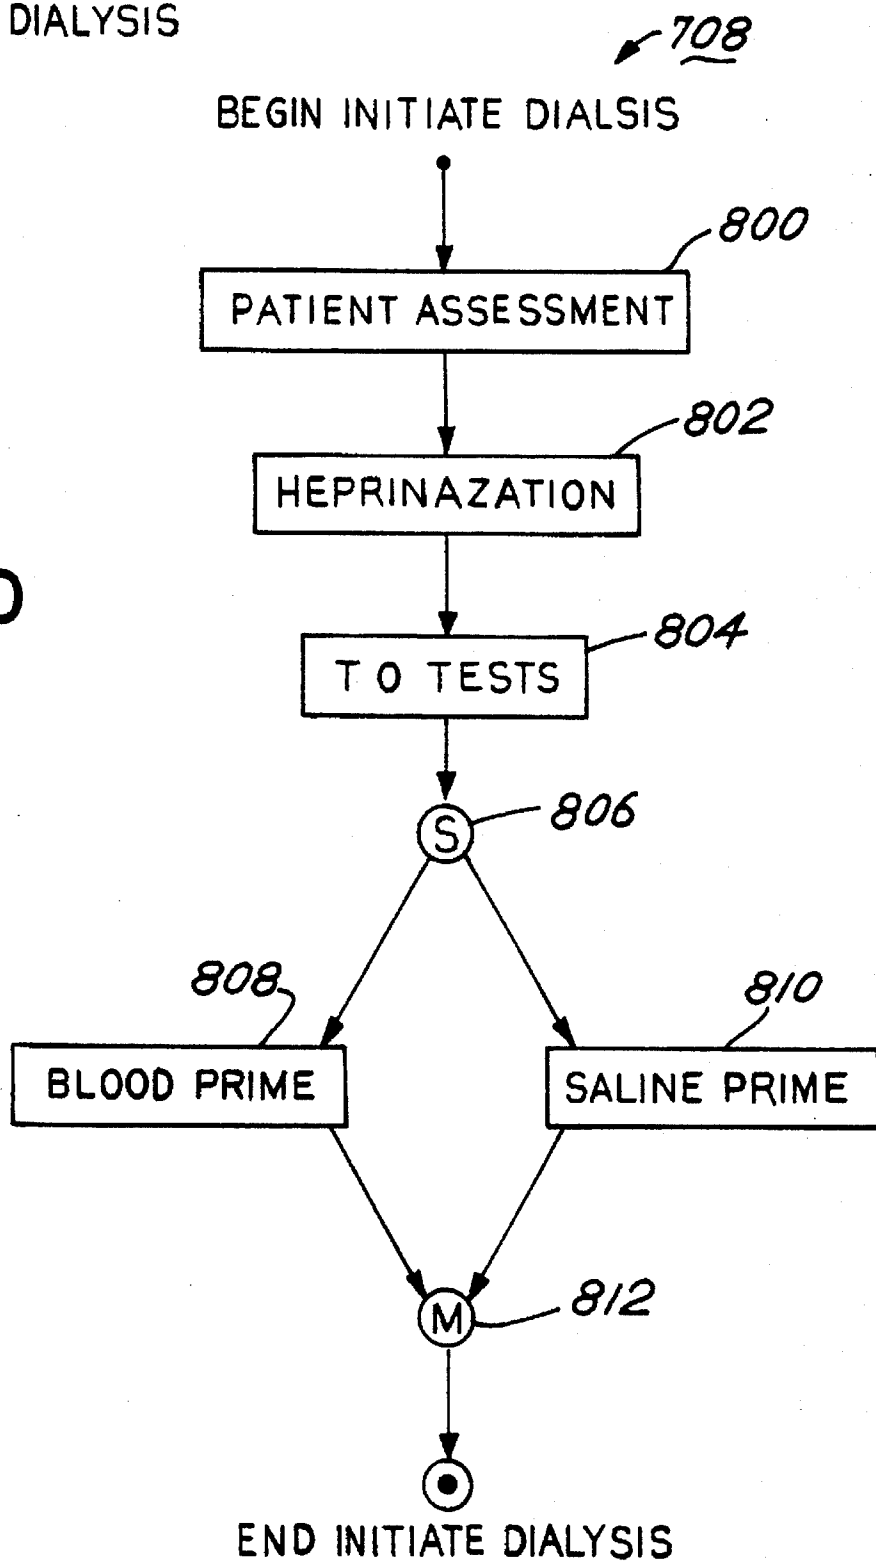 DIALYSIS
708
BEGIN INITIATE DIALSIS
800
PATIENT ASSESSMENT
802
HEPRINAZATION
804
TO TESTS
806
S
808
810
BLOOD PRIME
SALINE PRIME
812
M
END INITIATE DIALYSIS